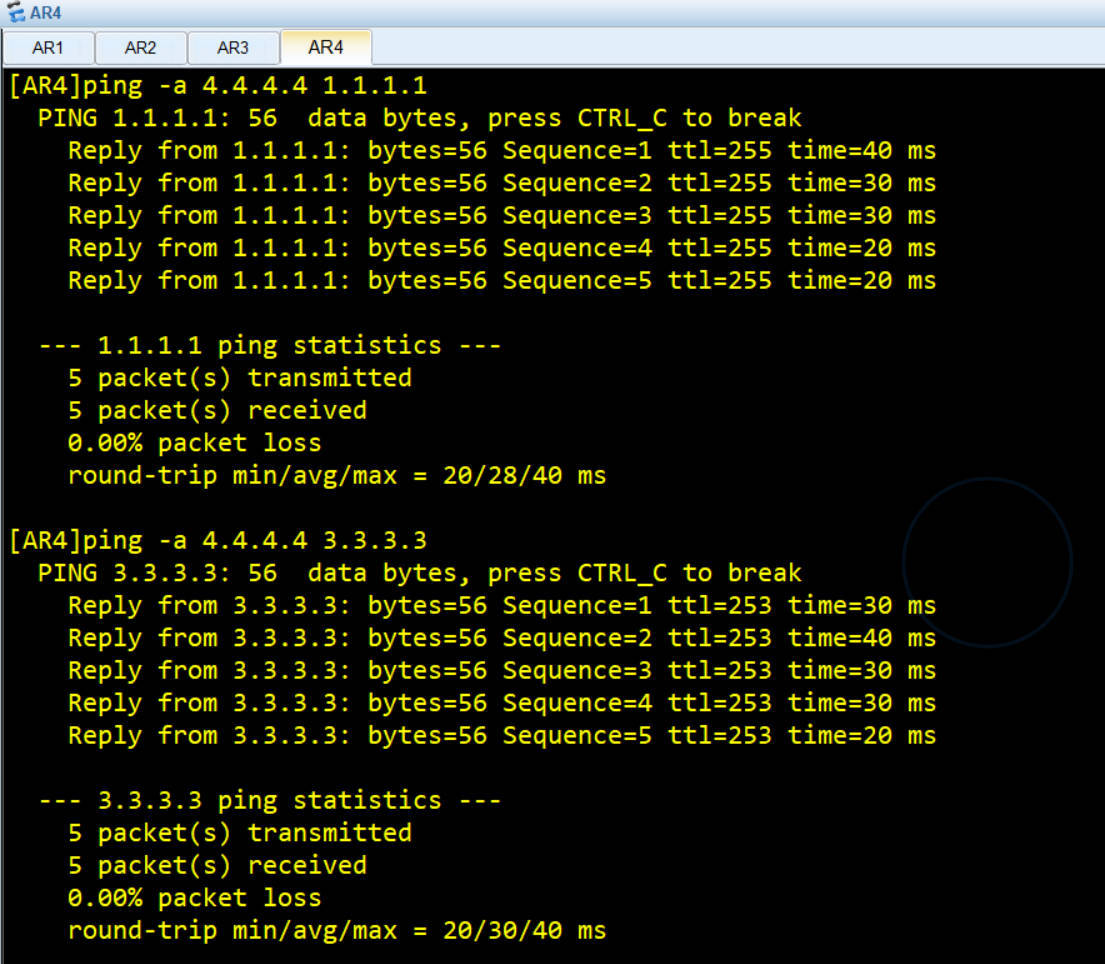 AR4
AR1 AR2 AR3 AR4
[AR4]ping -a 4.4.4.4 1.1.1.1
PING 1.1.1.1: 56  data bytes, press CTRL_C to break
Reply from 1.1.1.1: bytes=56 Sequence=1 ttl=255 time=40 ms
Reply from 1.1.1.1: bytes=56 Sequence=2 ttl=255 time=30 ms
Reply from 1.1.1.1: bytes=56 Sequence=3 ttl=255 time=30 ms
Reply from 1.1.1.1: bytes=56 Sequence=4 ttl=255 time=20 ms
Reply from 1.1.1.1: bytes=56 Sequence=5 ttl=255 time=20 ms
--- 1.1.1.1 ping statistics ---
5 packet(s) transmitted
5 packet(s) received
0.00% packet loss
round-trip min/avg/max = 20/28/40 ms
[AR4]ping -a 4.4.4.4 3.3.3.3
PING 3.3.3.3: 56  data bytes, press CTRL_C to break
Reply from 3.3.3.3: bytes=56 Sequence=1 ttl=253 time=30 ms
Reply from 3.3.3.3: bytes=56 Sequence=2 ttl=253 time=40 ms
Reply from 3.3.3.3: bytes=56 Sequence=3 ttl=253 time=30 ms
Reply from 3.3.3.3: bytes=56 Sequence=4 ttl=253 time=30 ms
Reply from 3.3.3.3: bytes=56 Sequence=5 ttl=253 time=20 ms
--- 3.3.3.3 ping statistics ---
5 packet(s) transmitted
5 packet(s) received
0.00% packet loss
round-trip min/avg/max = 20/30/40 ms